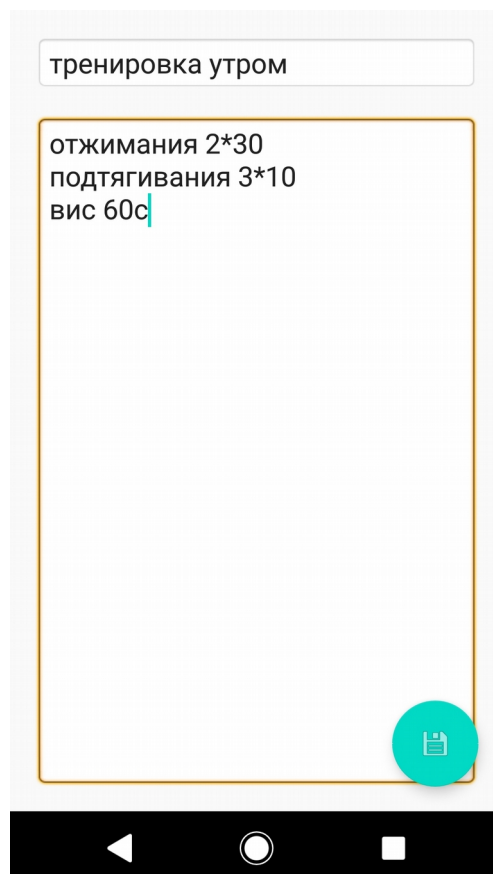 тренировка утром
отжимания 2*30
подтягивания 3*10
вис 60с